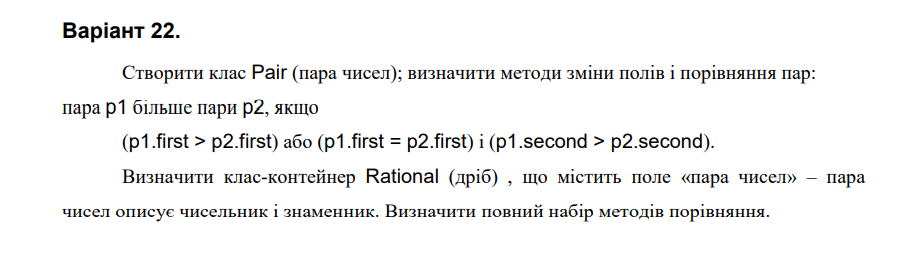 Варіант 22.
Створити клас Pair (пара чисел); визначити методи зміни полів і порівняння пар:
пара p1 більше пари p2, якщо
(p1.first > p2.first) або (p1.first = p2.first) і (p1.second > p2.second).
Визначити клас-контейнер Rational (дріб) , що містить поле «пара чисел» – пара
чисел описує чисельник і знаменник. Визначити повний набір методів порівняння.